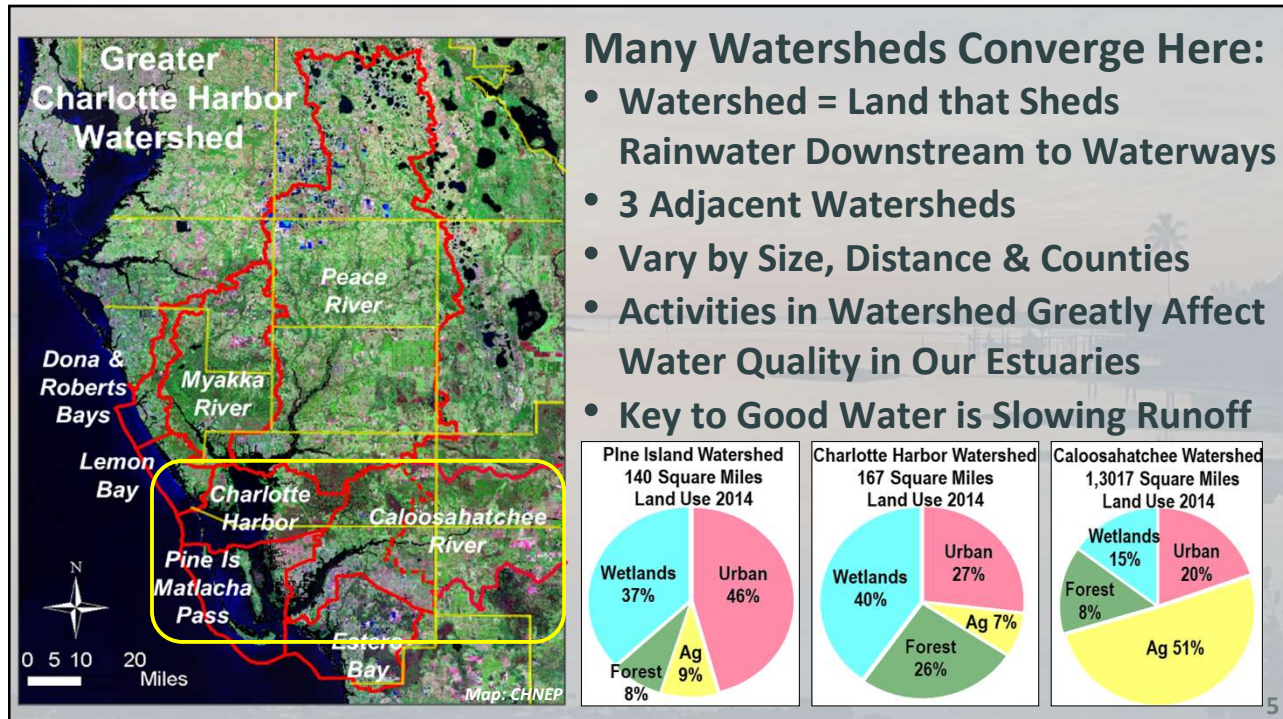 Greater
Charlotte Harbor
Watershed
Peace
River
Dona &
Roberts
Bays
Myakka
River
Lemon
Bay
Charlotte
Harbor
Caloosahatchee
River
Pine Is
Matlacha
Pass
Estero
Bay
N
0 5 10 20
Miles
Map: CHNEP
Many Watersheds Converge Here:
• Watershed = Land that Sheds
Rainwater Downstream to Waterways
• 3 Adjacent Watersheds
• Vary by Size, Distance & Counties
• Activities in Watershed Greatly Affect
Water Quality in Our Estuaries
• Key to Good Water is Slowing Runoff
PIne Island Watershed
140 Square Miles
Land Use 2014
Wetlands
37%
Urban
46%
Forest
8%
Ag
9%
Charlotte Harbor Watershed
167 Square Miles
Land Use 2014
Wetlands
40%
Urban
27%
Ag 7%
Forest
26%
Caloosahatchee Watershed
1,3017 Square Miles
Land Use 2014
Wetlands
15%
Urban
20%
Forest
8%
Ag 51%
5